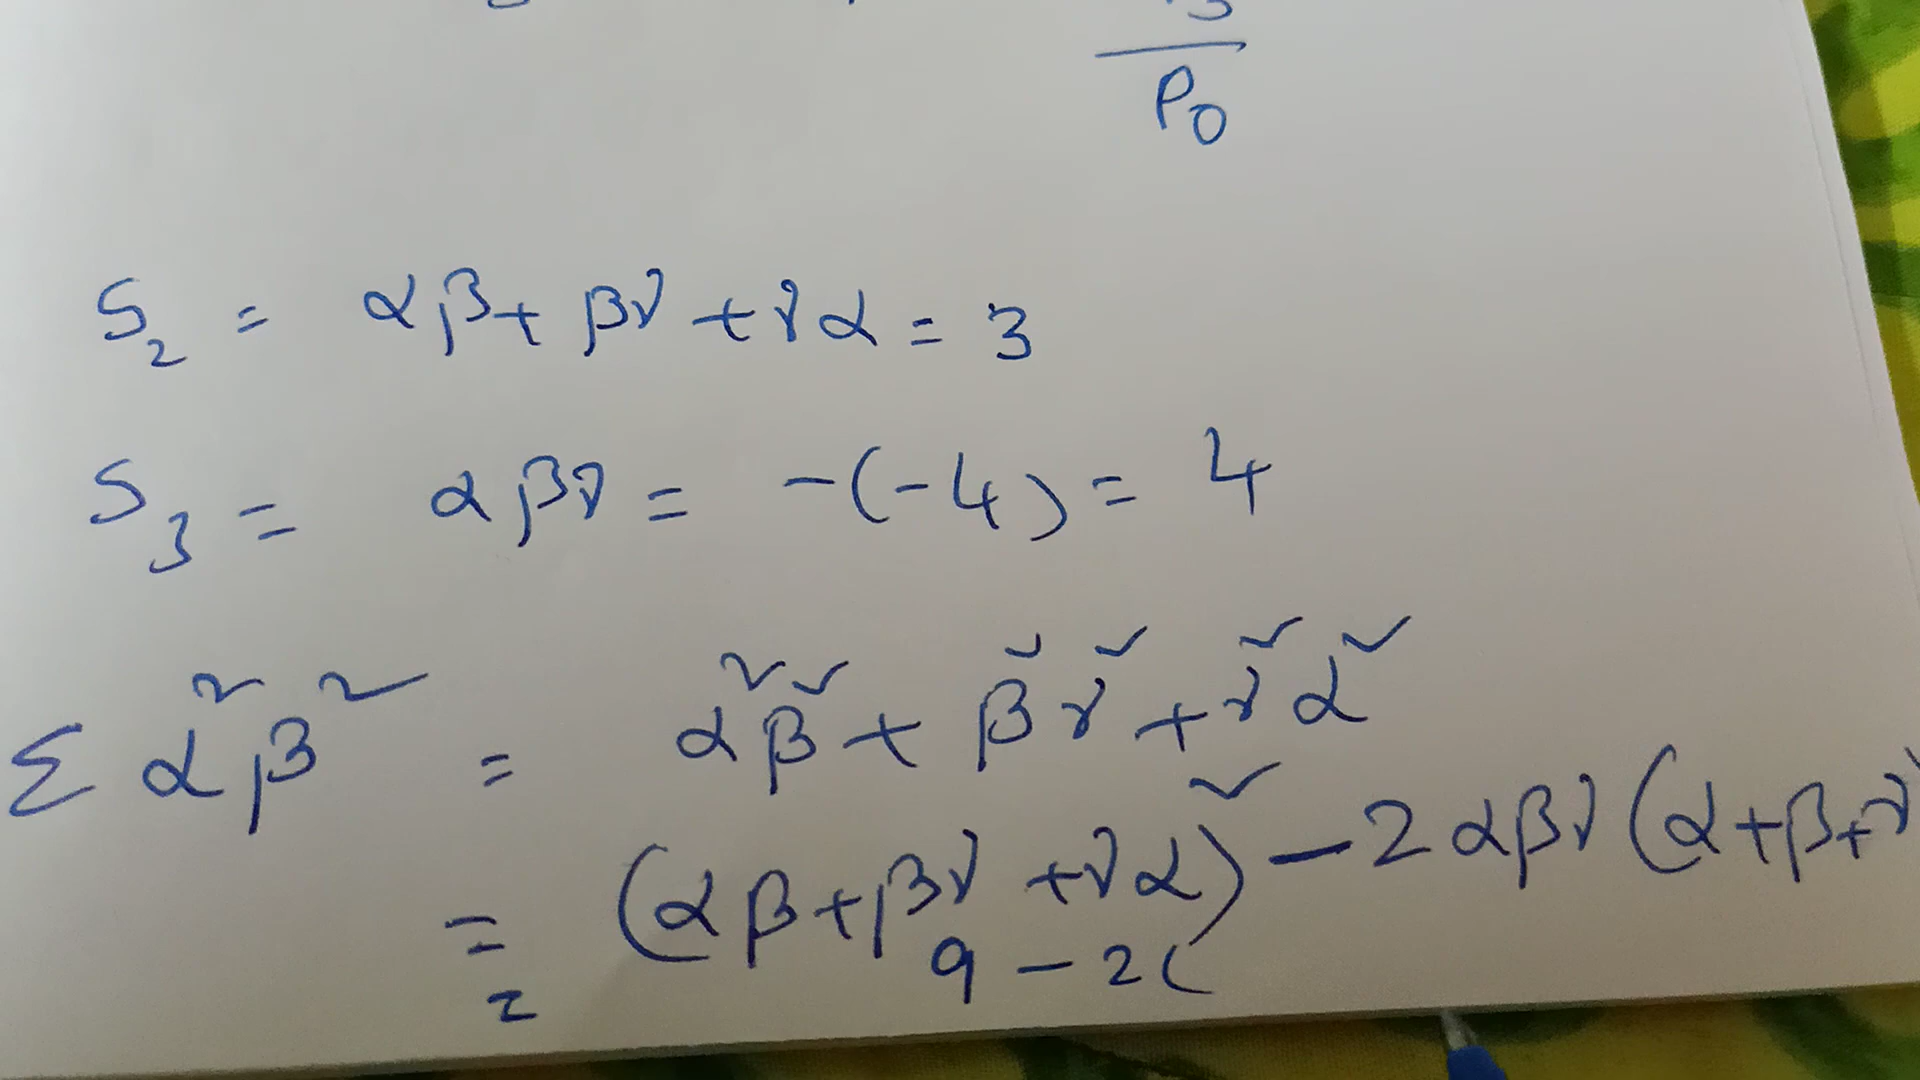 P₀
S₂ = αβ + βγ + γα = 3
S₃ = αβγ = -(-4) = 4
Σα²β² = α²β² + β²γ² + γ²α²
= (αβ + βγ + γα)² - 2αβγ(α + β + γ
= 9 - 2(